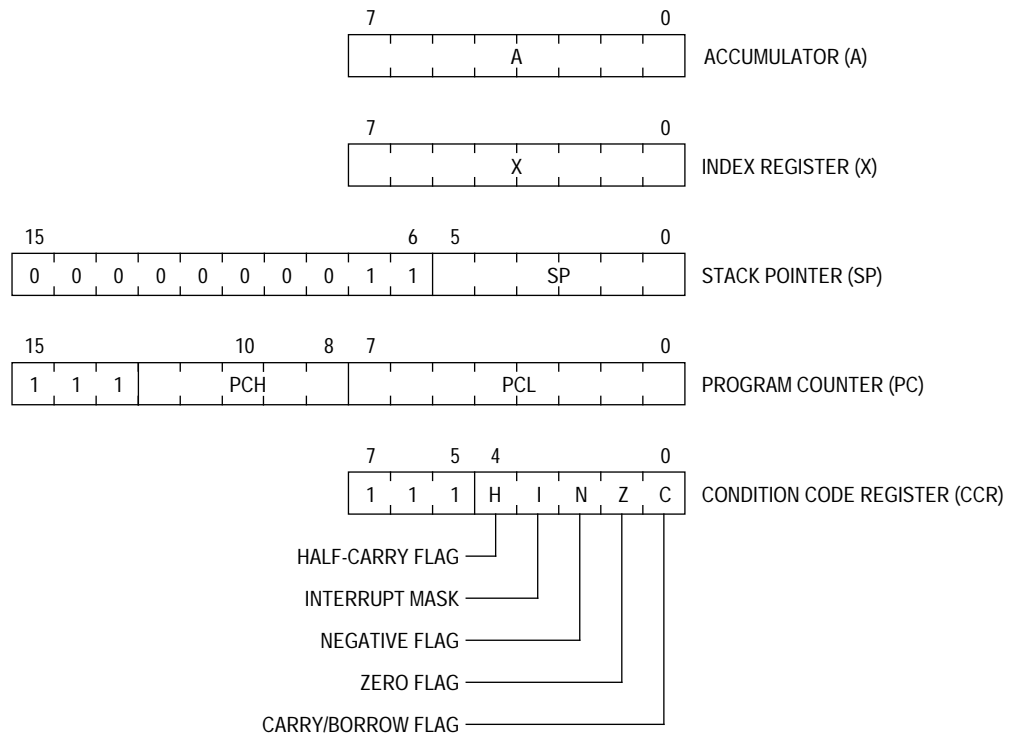 7 0
A ACCUMULATOR (A)
7 0
X INDEX REGISTER (X)
15 6 5 0
0 0 0 0 0 0 0 0 1 1 SP STACK POINTER (SP)
15 10 8 7 0
1 1 1 PCH PCL PROGRAM COUNTER (PC)
7 5 4 0
1 1 1 H I N Z C CONDITION CODE REGISTER (CCR)
HALF-CARRY FLAG
INTERRUPT MASK
NEGATIVE FLAG
ZERO FLAG
CARRY/BORROW FLAG